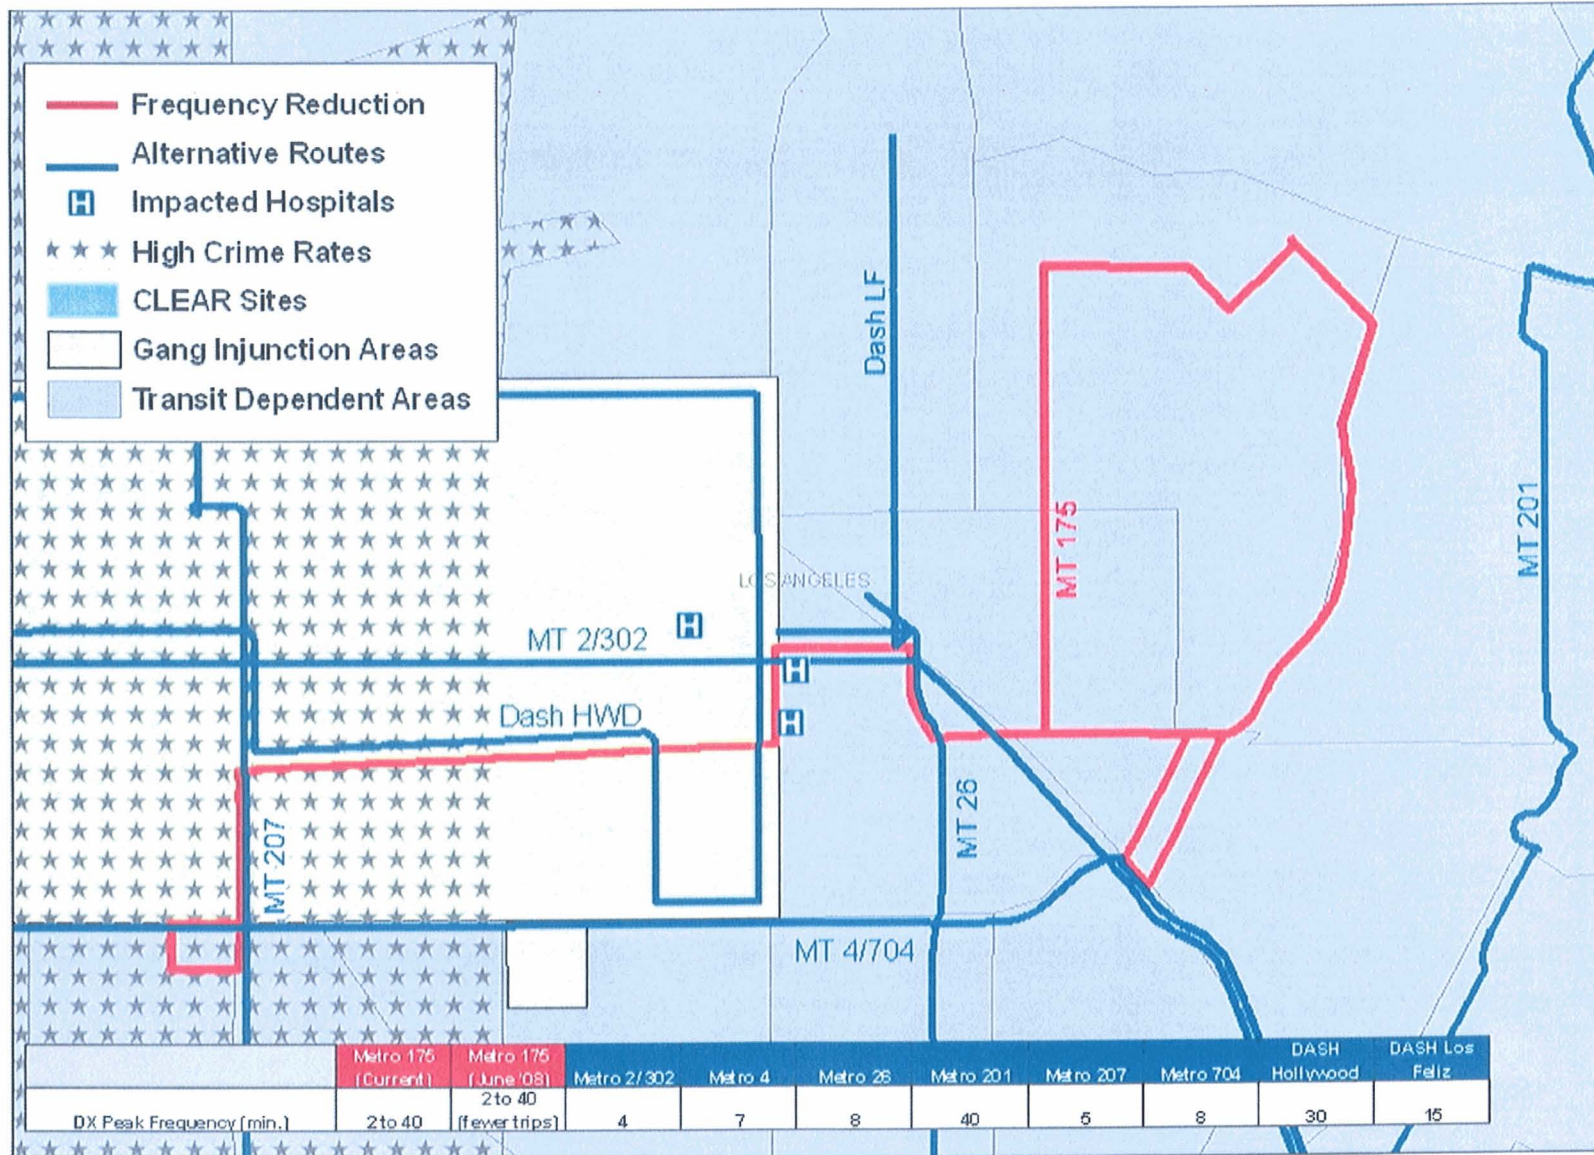 Frequency Reduction
Alternative Routes
H Impacted Hospitals
High Crime Rates
CLEAR Sites
Gang Injunction Areas
Transit Dependent Areas
Dash LF
MT 175
MT 201
LOS ANGELES
H
MT 2/302
H
Dash HWD
H
MT 26
MT 207
MT 4/704
Metro 175 (Current) Metro 175 (June '08) Metro 2/302 Metro 4 Metro 26 Metro 201 Metro 207 Metro 704 DASH Hollywood DASH Los Feliz
DX Peak Frequency (min.) 2 to 40 2 to 40 (fewer trips) 4 7 8 40 5 8 30 15